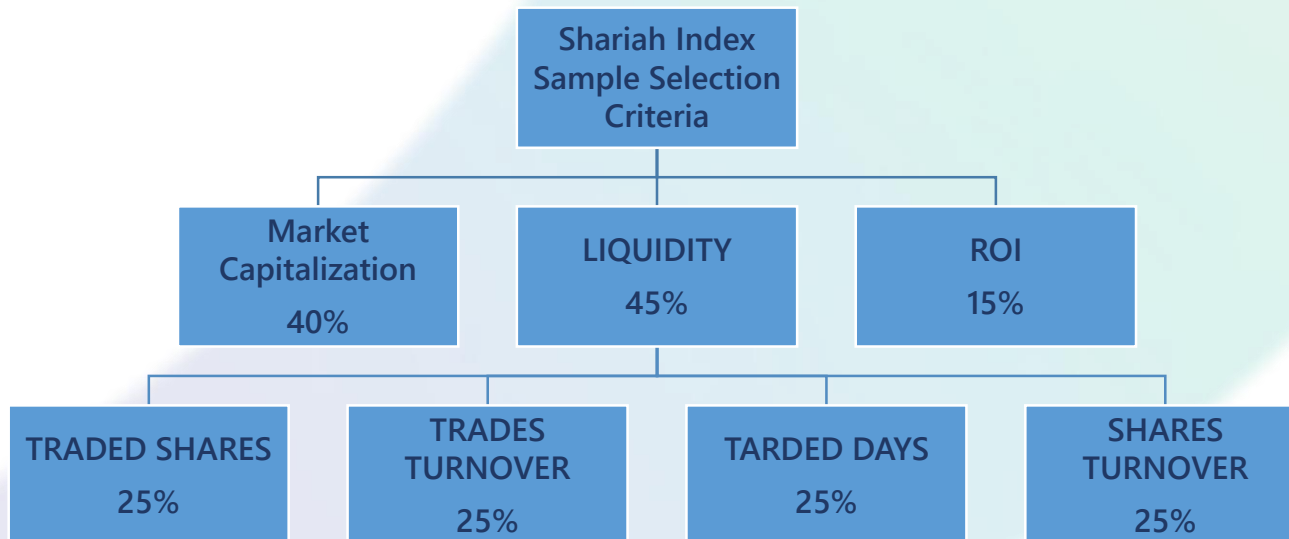 Shariah Index
Sample Selection
Criteria
Market
Capitalization
40%
LIQUIDITY
45%
ROI
15%
TRADED SHARES
25%
TRADES
TURNOVER
25%
TARDED DAYS
25%
SHARES
TURNOVER
25%